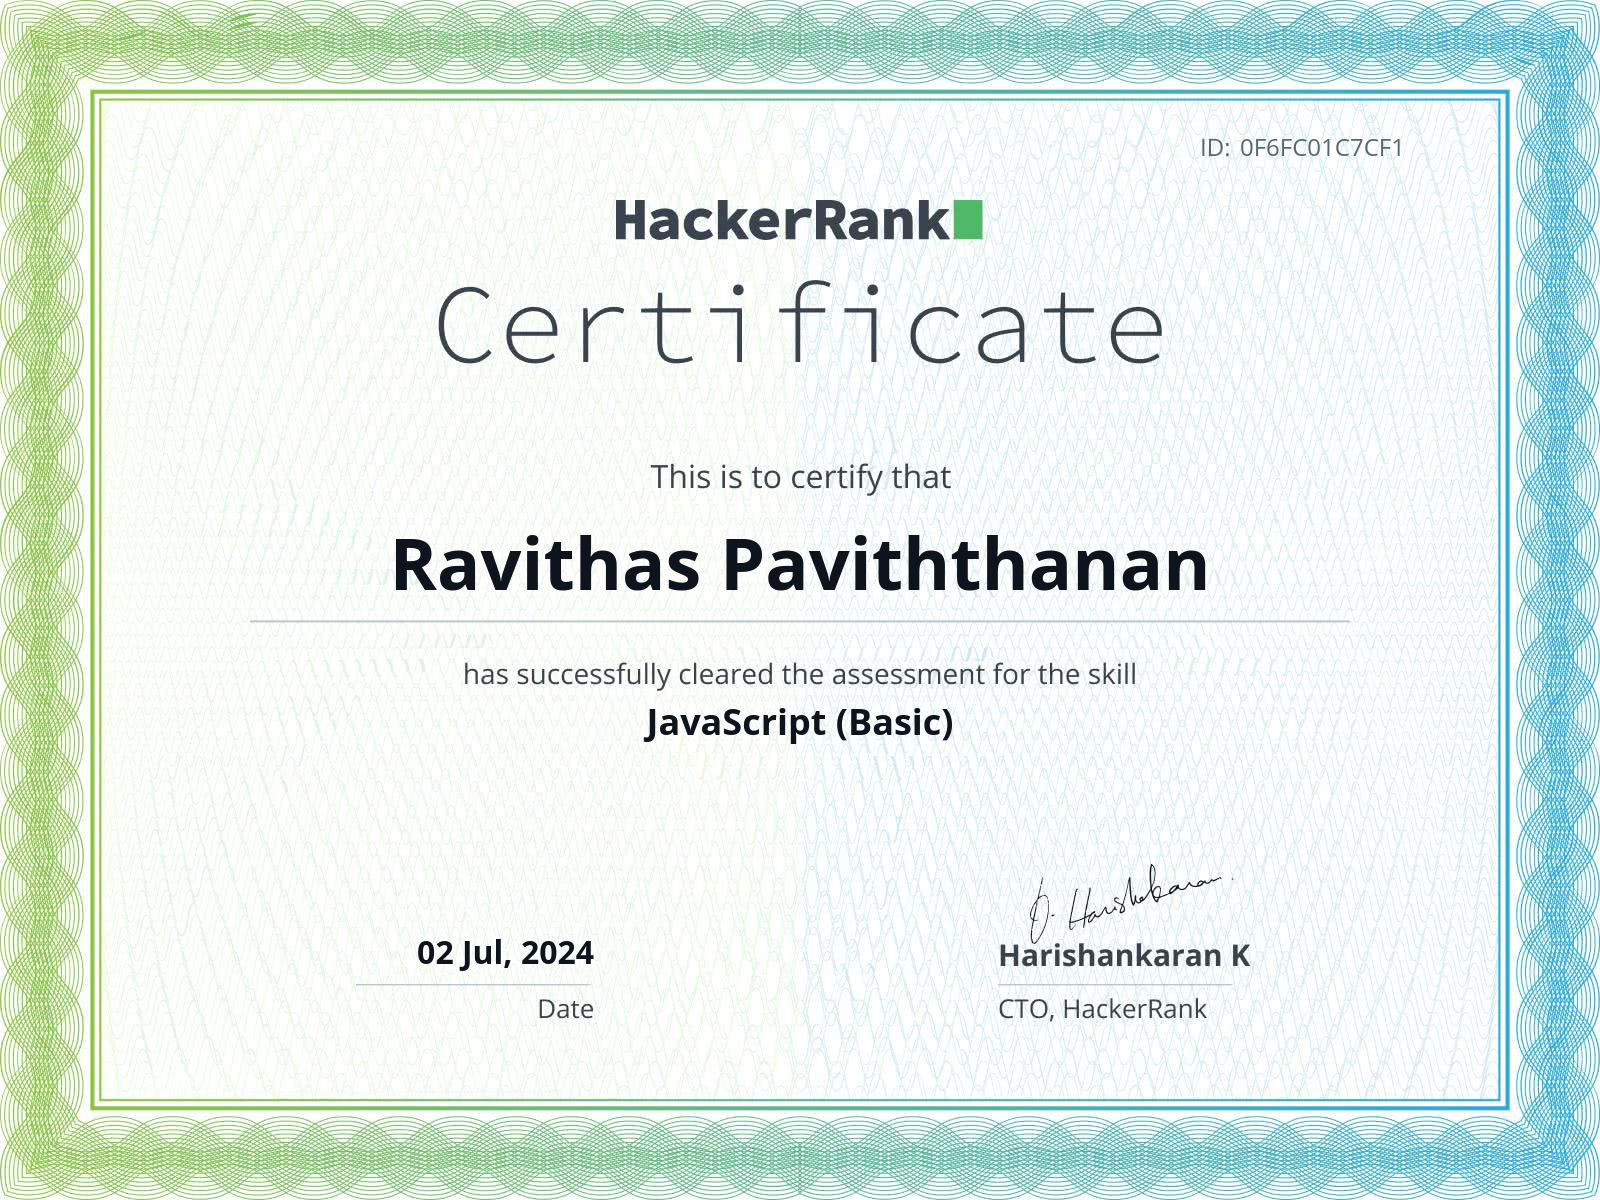 ID: 0F6FC01C7CF1
HackerRank
Certificate
This is to certify that
Ravithas Paviththanan
has successfully cleared the assessment for the skill
JavaScript (Basic)
D. Harishankaran.
02 Jul, 2024
Harishankaran K
Date
CTO, HackerRank